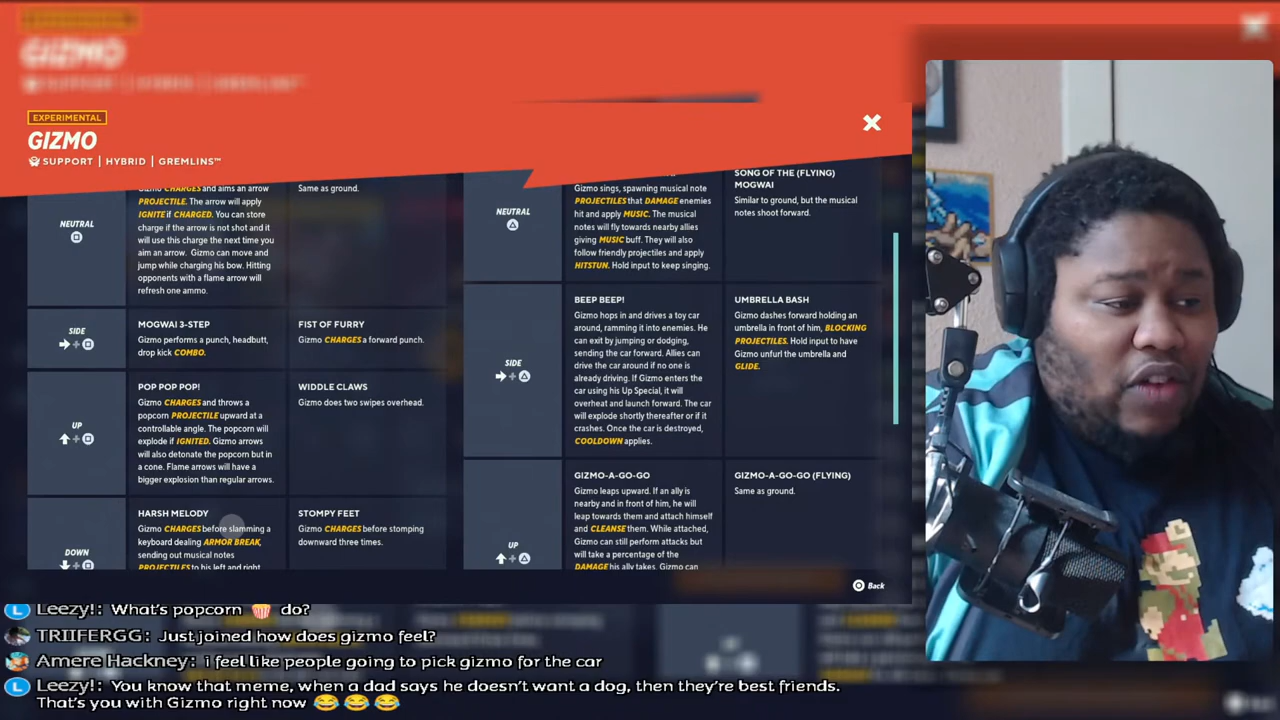 EXPERIMENTAL
GIZMO
SUPPORT | HYBRID | GREMLINS™
Gizmo CHARGES and aims an arrow
PROJECTILE. The arrow will apply
IGNITE if CHARGED. You can store
charge if the arrow is not shot and it
will use this charge the next time you
aim an arrow. Gizmo can move and
jump while charging his bow. Hitting
opponents with a flame arrow will
refresh one ammo.
Same as ground.
NEUTRAL
SIDE
MOGWAI 3-STEP
Gizmo performs a punch, headbutt,
drop kick COMBO.
FIST OF FURRY
Gizmo CHARGES a forward punch.
UP
POP POP POP!
Gizmo CHARGES and throws a
popcorn PROJECTILE upward at a
controllable angle. The popcorn will
explode if IGNITED. Gizmo arrows
will also detonate the popcorn but in
a cone. Flame arrows will have a
bigger explosion than regular arrows.
WIDDLE CLAWS
Gizmo does two swipes overhead.
DOWN
HARSH MELODY
Gizmo CHARGES before slamming a
keyboard dealing ARMOR BREAK,
sending out musical notes
PROJECTILES to his left and right
STOMPY FEET
Gizmo CHARGES before stomping
downward three times.
NEUTRAL
Gizmo sings, spawning musical note
PROJECTILES that DAMAGE enemies
hit and apply MUSIC. The musical
notes will fly towards nearby allies
giving MUSIC buff. They will also
follow friendly projectiles and apply
HITSTUN. Hold input to keep singing.
SONG OF THE (FLYING)
MOGWAI
Similar to ground, but the musical
notes shoot forward.
SIDE
BEEP BEEP!
Gizmo hops in and drives a toy car
around, ramming it into enemies. He
can exit by jumping or dodging,
sending the car forward. Allies can
drive the car around if no one is
already driving. If Gizmo enters the
car using his Up Special, it will
overheat and launch forward. The car
will explode shortly thereafter or if it
crashes. Once the car is destroyed,
COOLDOWN applies.
UMBRELLA BASH
Gizmo dashes forward holding an
umbrella in front of him, BLOCKING
PROJECTILES. Hold input to have
Gizmo unfurl the umbrella and
GLIDE.
UP
GIZMO-A-GO-GO
Gizmo leaps upward. If an ally is
nearby and in front of him, he will
leap towards them and attach himself
and CLEANSE them. While attached,
Gizmo can still perform attacks but
will take a percentage of the
DAMAGE his ally takes. Gizmo can
GIZMO-A-GO-GO (FLYING)
Same as ground.
Back
L Leezy!: What's popcorn 🍿 do?
TRIIFERGG: Just joined how does gizmo feel?
Amere Hackney: i feel like people going to pick gizmo for the car
L Leezy!: You know that meme, when a dad says he doesn't want a dog, then they're best friends.
That's you with Gizmo right now 😂 😂 😂